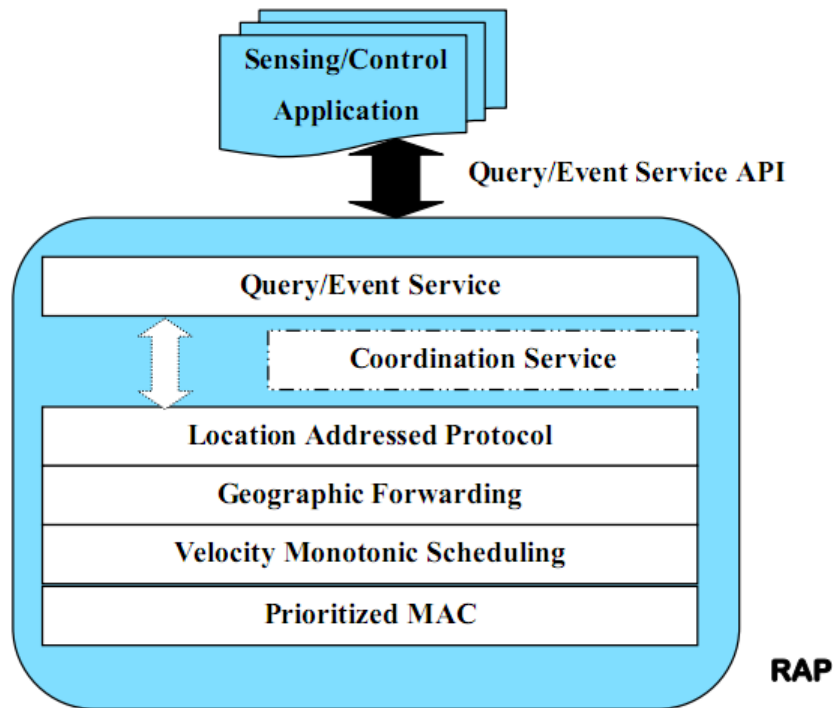 Sensing/Control
Application
Query/Event Service API
Query/Event Service
Coordination Service
Location Addressed Protocol
Geographic Forwarding
Velocity Monotonic Scheduling
Prioritized MAC
RAP